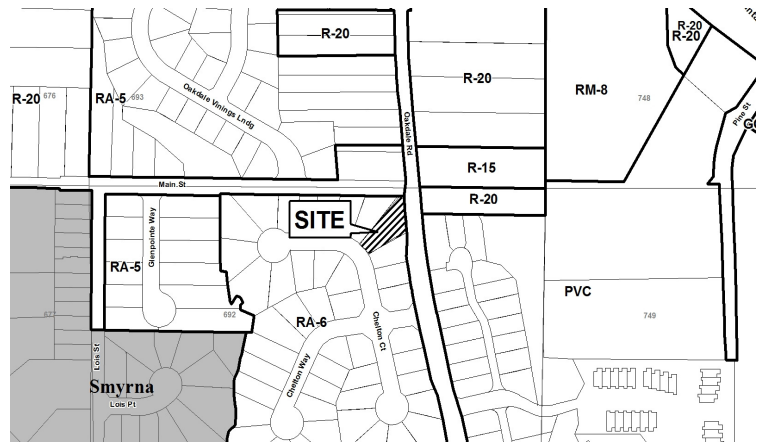 R-20
R-20
R-20
676
R-20
RA-5
693
Oakdale Vinings Lndg
Oakdale Rd
R-20
RM-8
748
Pine St
R-15
Main St
R-20
SITE
Glenpointe Way
RA-5
677
692
RA-6
Chelton Ct
Chelton Way
PVC
749
Lois St
Smyrna
Lois Pt